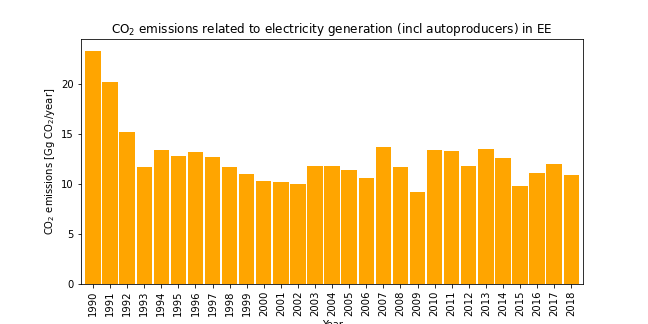 CO₂ emissions related to electricity generation (incl autoproducers) in EE
CO₂ emissions [Gg CO₂/year]
20
15
10
5
0
1990 1991 1992 1993 1994 1995 1996 1997 1998 1999 2000 2001 2002 2003 2004 2005 2006 2007 2008 2009 2010 2011 2012 2013 2014 2015 2016 2017 2018
Year